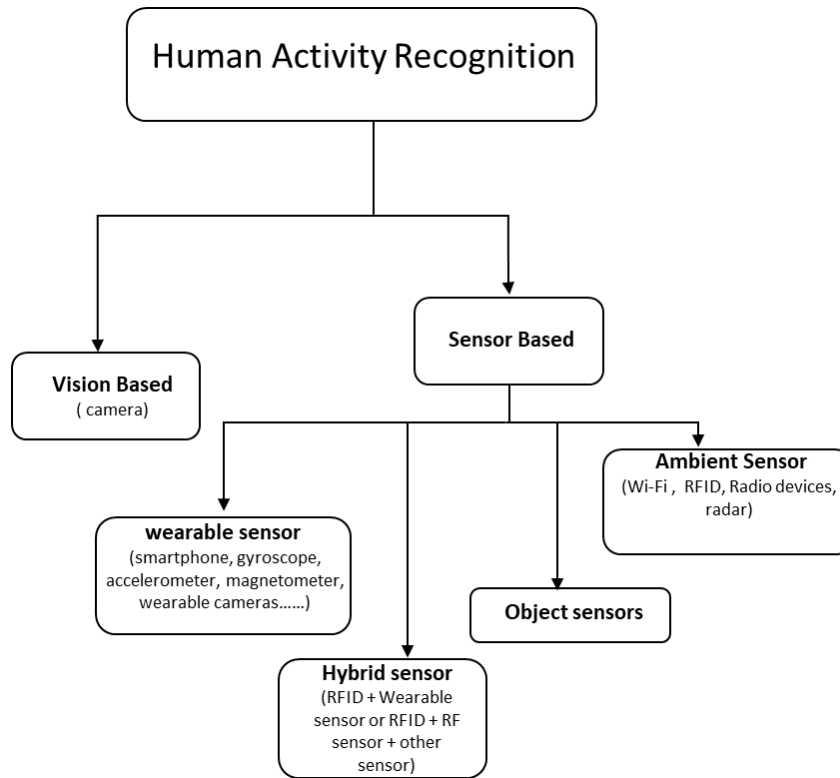 Human Activity Recognition
Sensor Based
Vision Based
( camera)
Ambient Sensor
(Wi-Fi , RFID, Radio devices,
radar)
wearable sensor
(smartphone, gyroscope,
accelerometer, magnetometer,
wearable cameras......)
Object sensors
Hybrid sensor
(RFID + Wearable
sensor or RFID + RF
sensor + other
sensor)